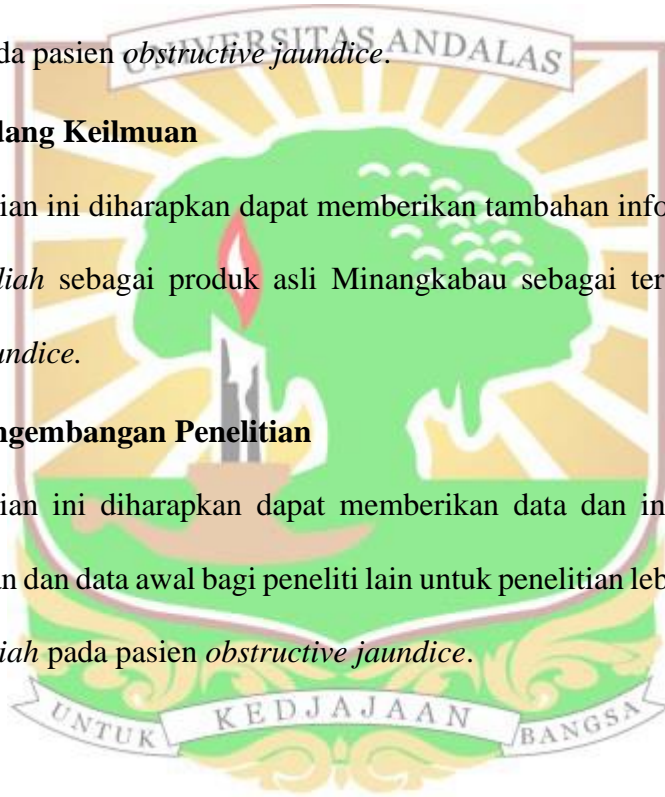 UNIVERSITAS ANDALAS
da pasien obstructive jaundice.
dang Keilmuan
ian ini diharapkan dapat memberikan tambahan info
liah sebagai produk asli Minangkabau sebagai ter
undice.
ngembangan Penelitian
ian ini diharapkan dapat memberikan data dan in
an dan data awal bagi peneliti lain untuk penelitian leb
iah pada pasien obstructive jaundice.
UNTUK KEDJAJAAN BANGSA